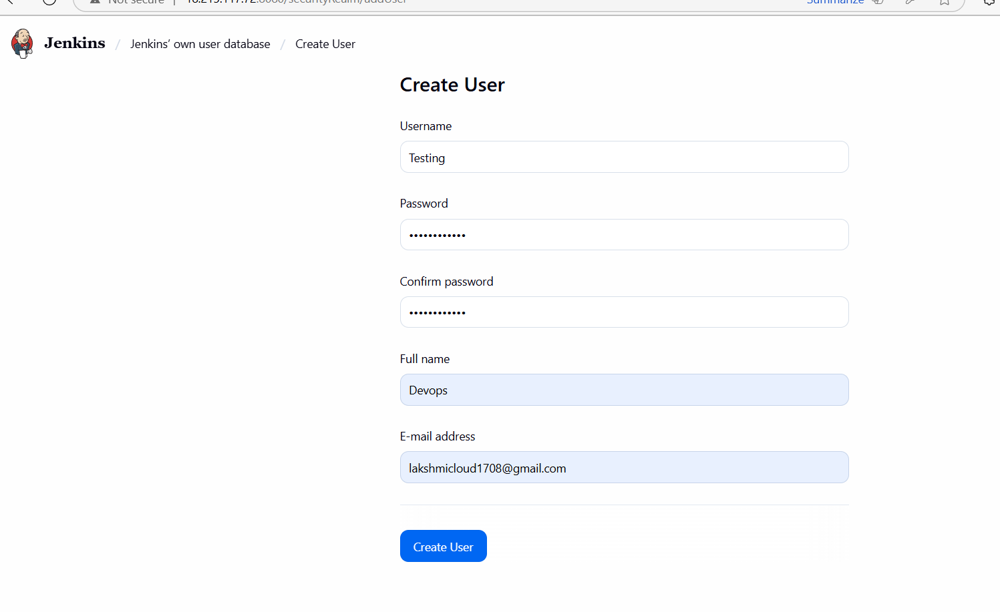 Not secure
:8080/securityRealm/addUser
Summarize
Jenkins / Jenkins’ own user database / Create User
Create User
Username
Testing
Password
••••••••••••
Confirm password
••••••••••••
Full name
Devops
E-mail address
lakshmicloud1708@gmail.com
Create User